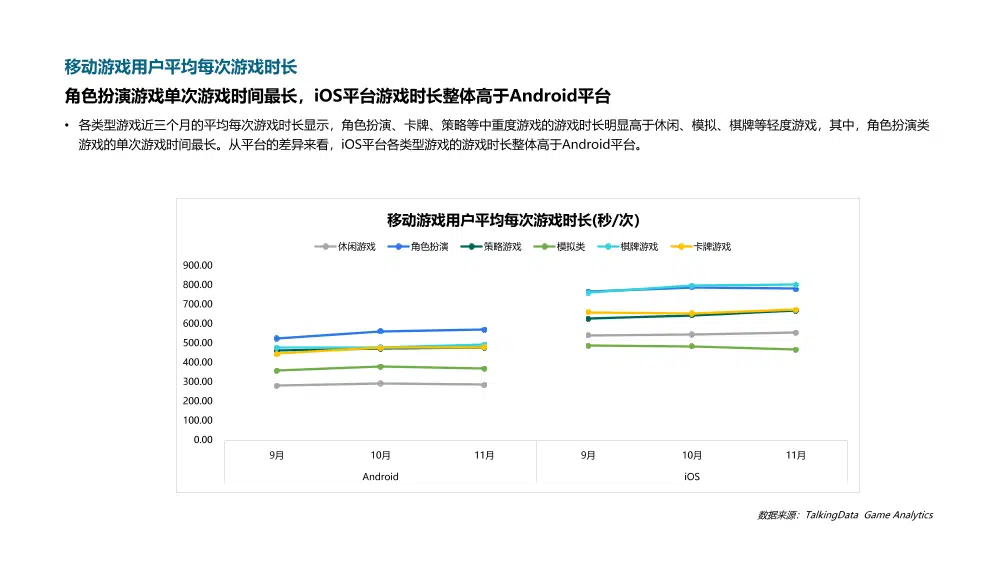 移动游戏用户平均每次游戏时长
角色扮演游戏单次游戏时间最长，iOS平台游戏时长整体高于Android平台
• 各类型游戏近三个月的平均每次游戏时长显示，角色扮演、卡牌、策略等中重度游戏的游戏时长明显高于休闲、模拟、棋牌等轻度游戏，其中，角色扮演类
游戏的单次游戏时间最长。从平台的差异来看，iOS平台各类型游戏的游戏时长整体高于Android平台。
移动游戏用户平均每次游戏时长(秒/次)
休闲游戏 角色扮演 策略游戏 模拟类 棋牌游戏 卡牌游戏
900.00
800.00
700.00
600.00
500.00
400.00
300.00
200.00
100.00
0.00
9月 10月 11月 9月 10月 11月
Android iOS
数据来源：TalkingData Game Analytics